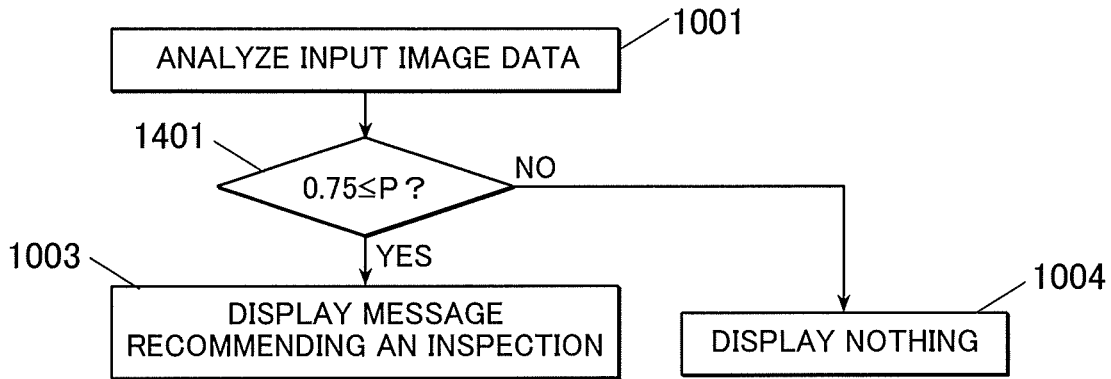 1001
ANALYZE INPUT IMAGE DATA
1401
0.75≤P?
NO
YES
1003
DISPLAY MESSAGE
RECOMMENDING AN INSPECTION
1004
DISPLAY NOTHING